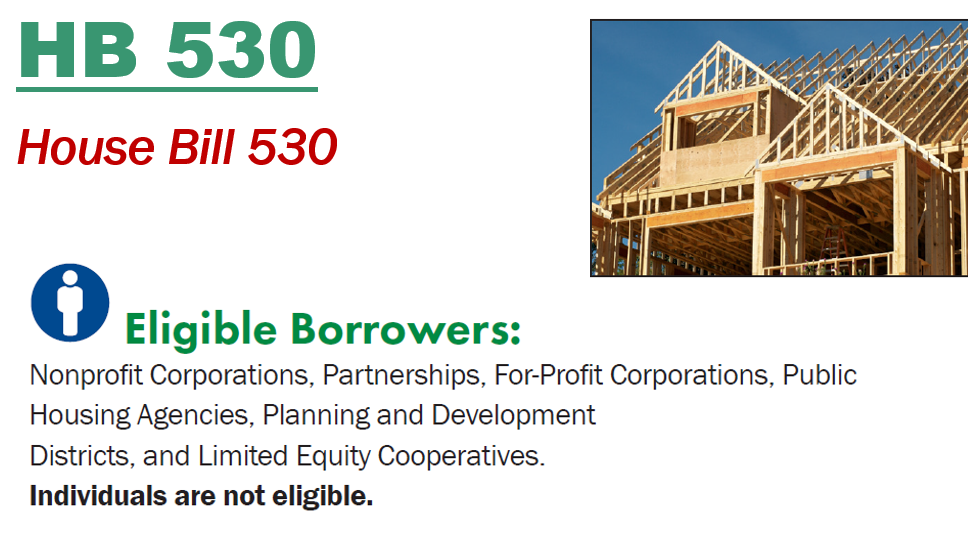 HB 530
House Bill 530
Eligible Borrowers:
Nonprofit Corporations, Partnerships, For-Profit Corporations, Public
Housing Agencies, Planning and Development
Districts, and Limited Equity Cooperatives.
Individuals are not eligible.